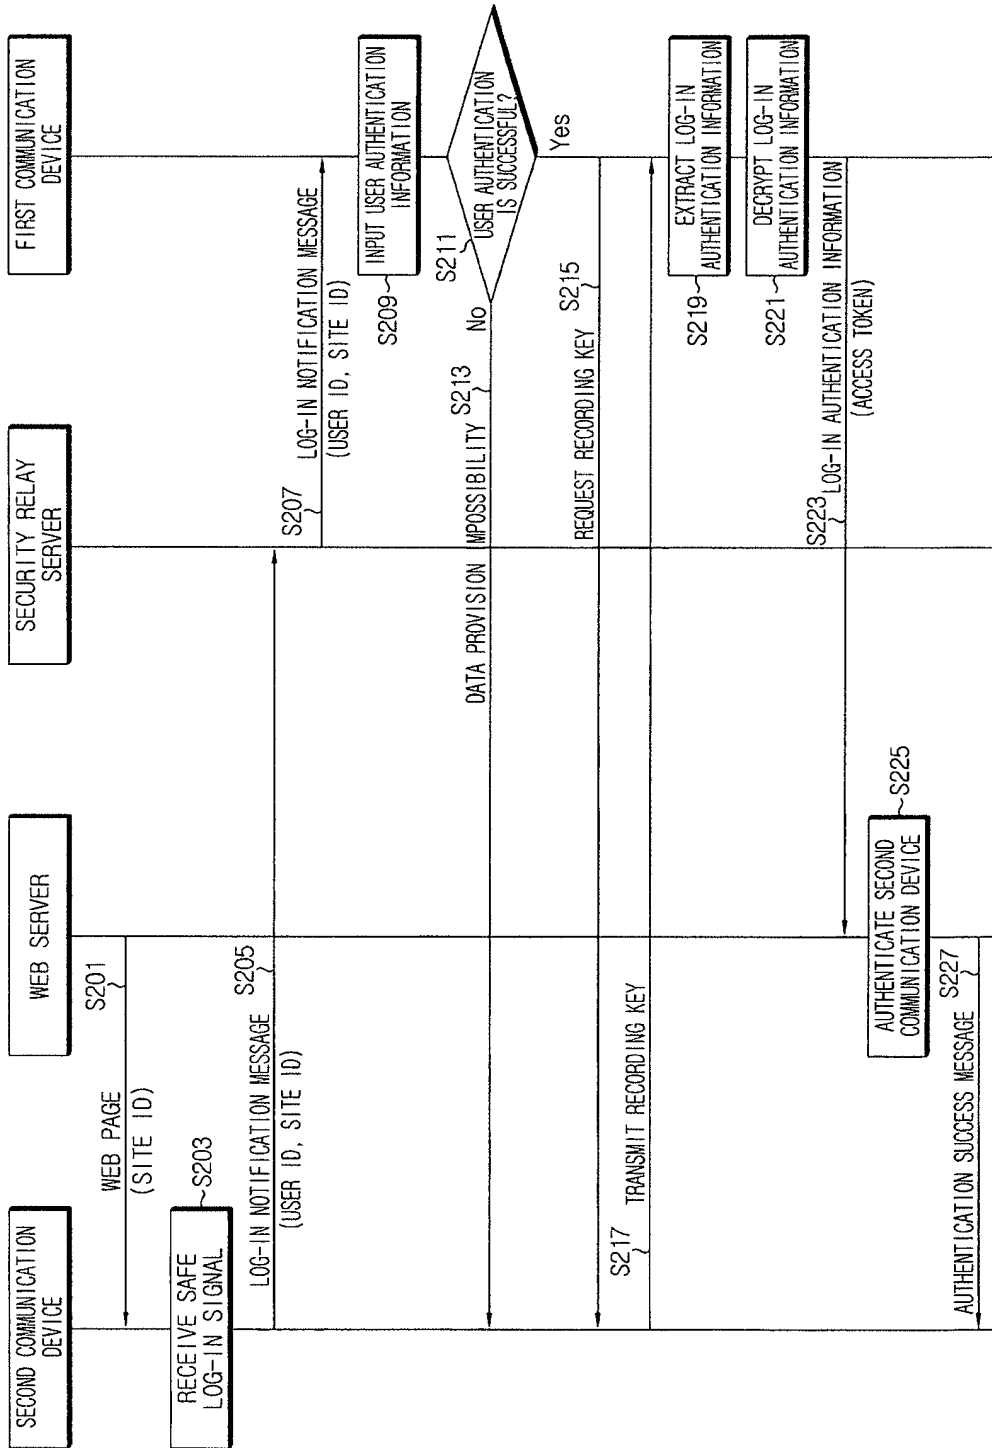 SECOND COMMUNICATION
DEVICE
WEB SERVER
SECURITY RELAY
SERVER
FIRST COMMUNICATION
DEVICE
S201
WEB PAGE
(SITE ID)
RECEIVE SAFE
LOG-IN SIGNAL
S203
S205
LOG-IN NOTIFICATION MESSAGE
(USER ID, SITE ID)
S207
LOG-IN NOTIFICATION MESSAGE
(USER ID, SITE ID)
S209
INPUT USER AUTHENTICATION
INFORMATION
S211
USER AUTHENTICATION
IS SUCCESSFUL?
No
Yes
S213
DATA PROVISION IMPOSSIBILITY
S215
REQUEST RECORDING KEY
S217
TRANSMIT RECORDING KEY
S219
EXTRACT LOG-IN
AUTHENTICATION INFORMATION
S221
DECRYPT LOG-IN
AUTHENTICATION INFORMATION
S223
LOG-IN AUTHENTICATION INFORMATION
(ACCESS TOKEN)
AUTHENTICATE SECOND
COMMUNICATION DEVICE
S225
S227
AUTHENTICATION SUCCESS MESSAGE